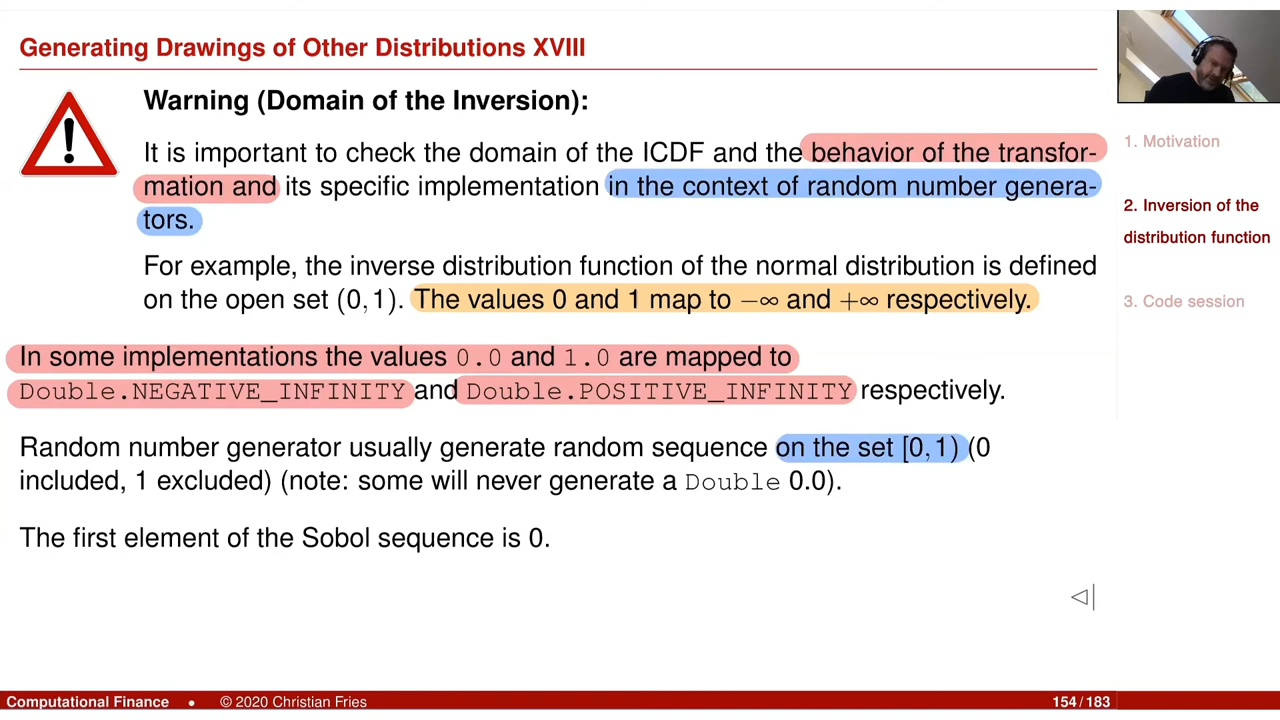 Generating Drawings of Other Distributions XVIII
Warning (Domain of the Inversion):
It is important to check the domain of the ICDF and the behavior of the transfor-
mation and its specific implementation in the context of random number genera-
tors.
For example, the inverse distribution function of the normal distribution is defined
on the open set (0, 1). The values 0 and 1 map to −∞ and +∞ respectively.
In some implementations the values 0.0 and 1.0 are mapped to
Double.NEGATIVE_INFINITY and Double.POSITIVE_INFINITY respectively.
Random number generator usually generate random sequence on the set [0, 1) (0
included, 1 excluded) (note: some will never generate a Double 0.0).
The first element of the Sobol sequence is 0.
1. Motivation
2. Inversion of the
distribution function
3. Code session
Computational Finance • © 2020 Christian Fries 154 / 183